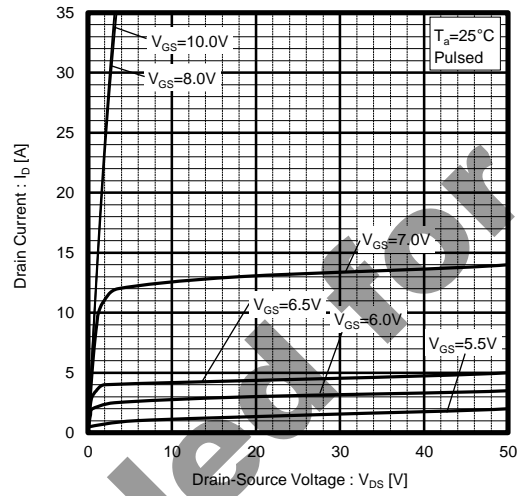 35
30
25
20
15
10
5
0
Drain Current : I_D [A]
V_GS=10.0V
V_GS=8.0V
T_a=25°C
Pulsed
V_GS=7.0V
V_GS=6.5V
V_GS=6.0V
V_GS=5.5V
0 10 20 30 40 50
Drain-Source Voltage : V_DS [V]
led for